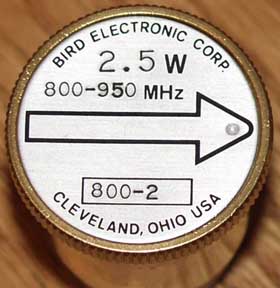 BIRD ELECTRONIC CORP.
2.5 W
800-950 MHz
800-2
CLEVELAND, OHIO USA